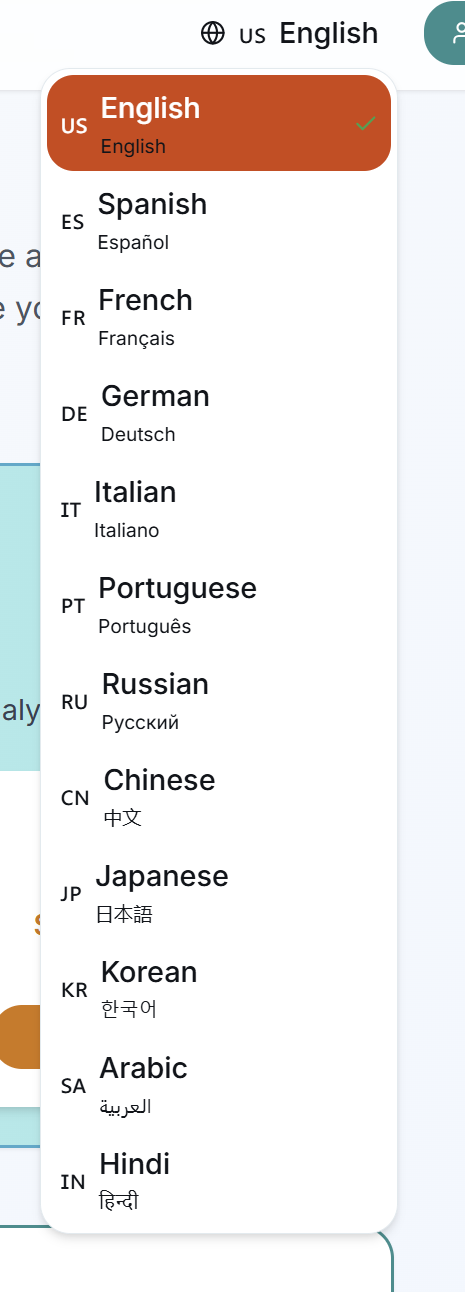 US English
US English
English
ES Spanish
Español
FR French
Français
DE German
Deutsch
IT Italian
Italiano
PT Portuguese
Português
RU Russian
Русский
CN Chinese
中文
JP Japanese
日本語
KR Korean
한국어
SA Arabic
العربية
IN Hindi
हिन्दी